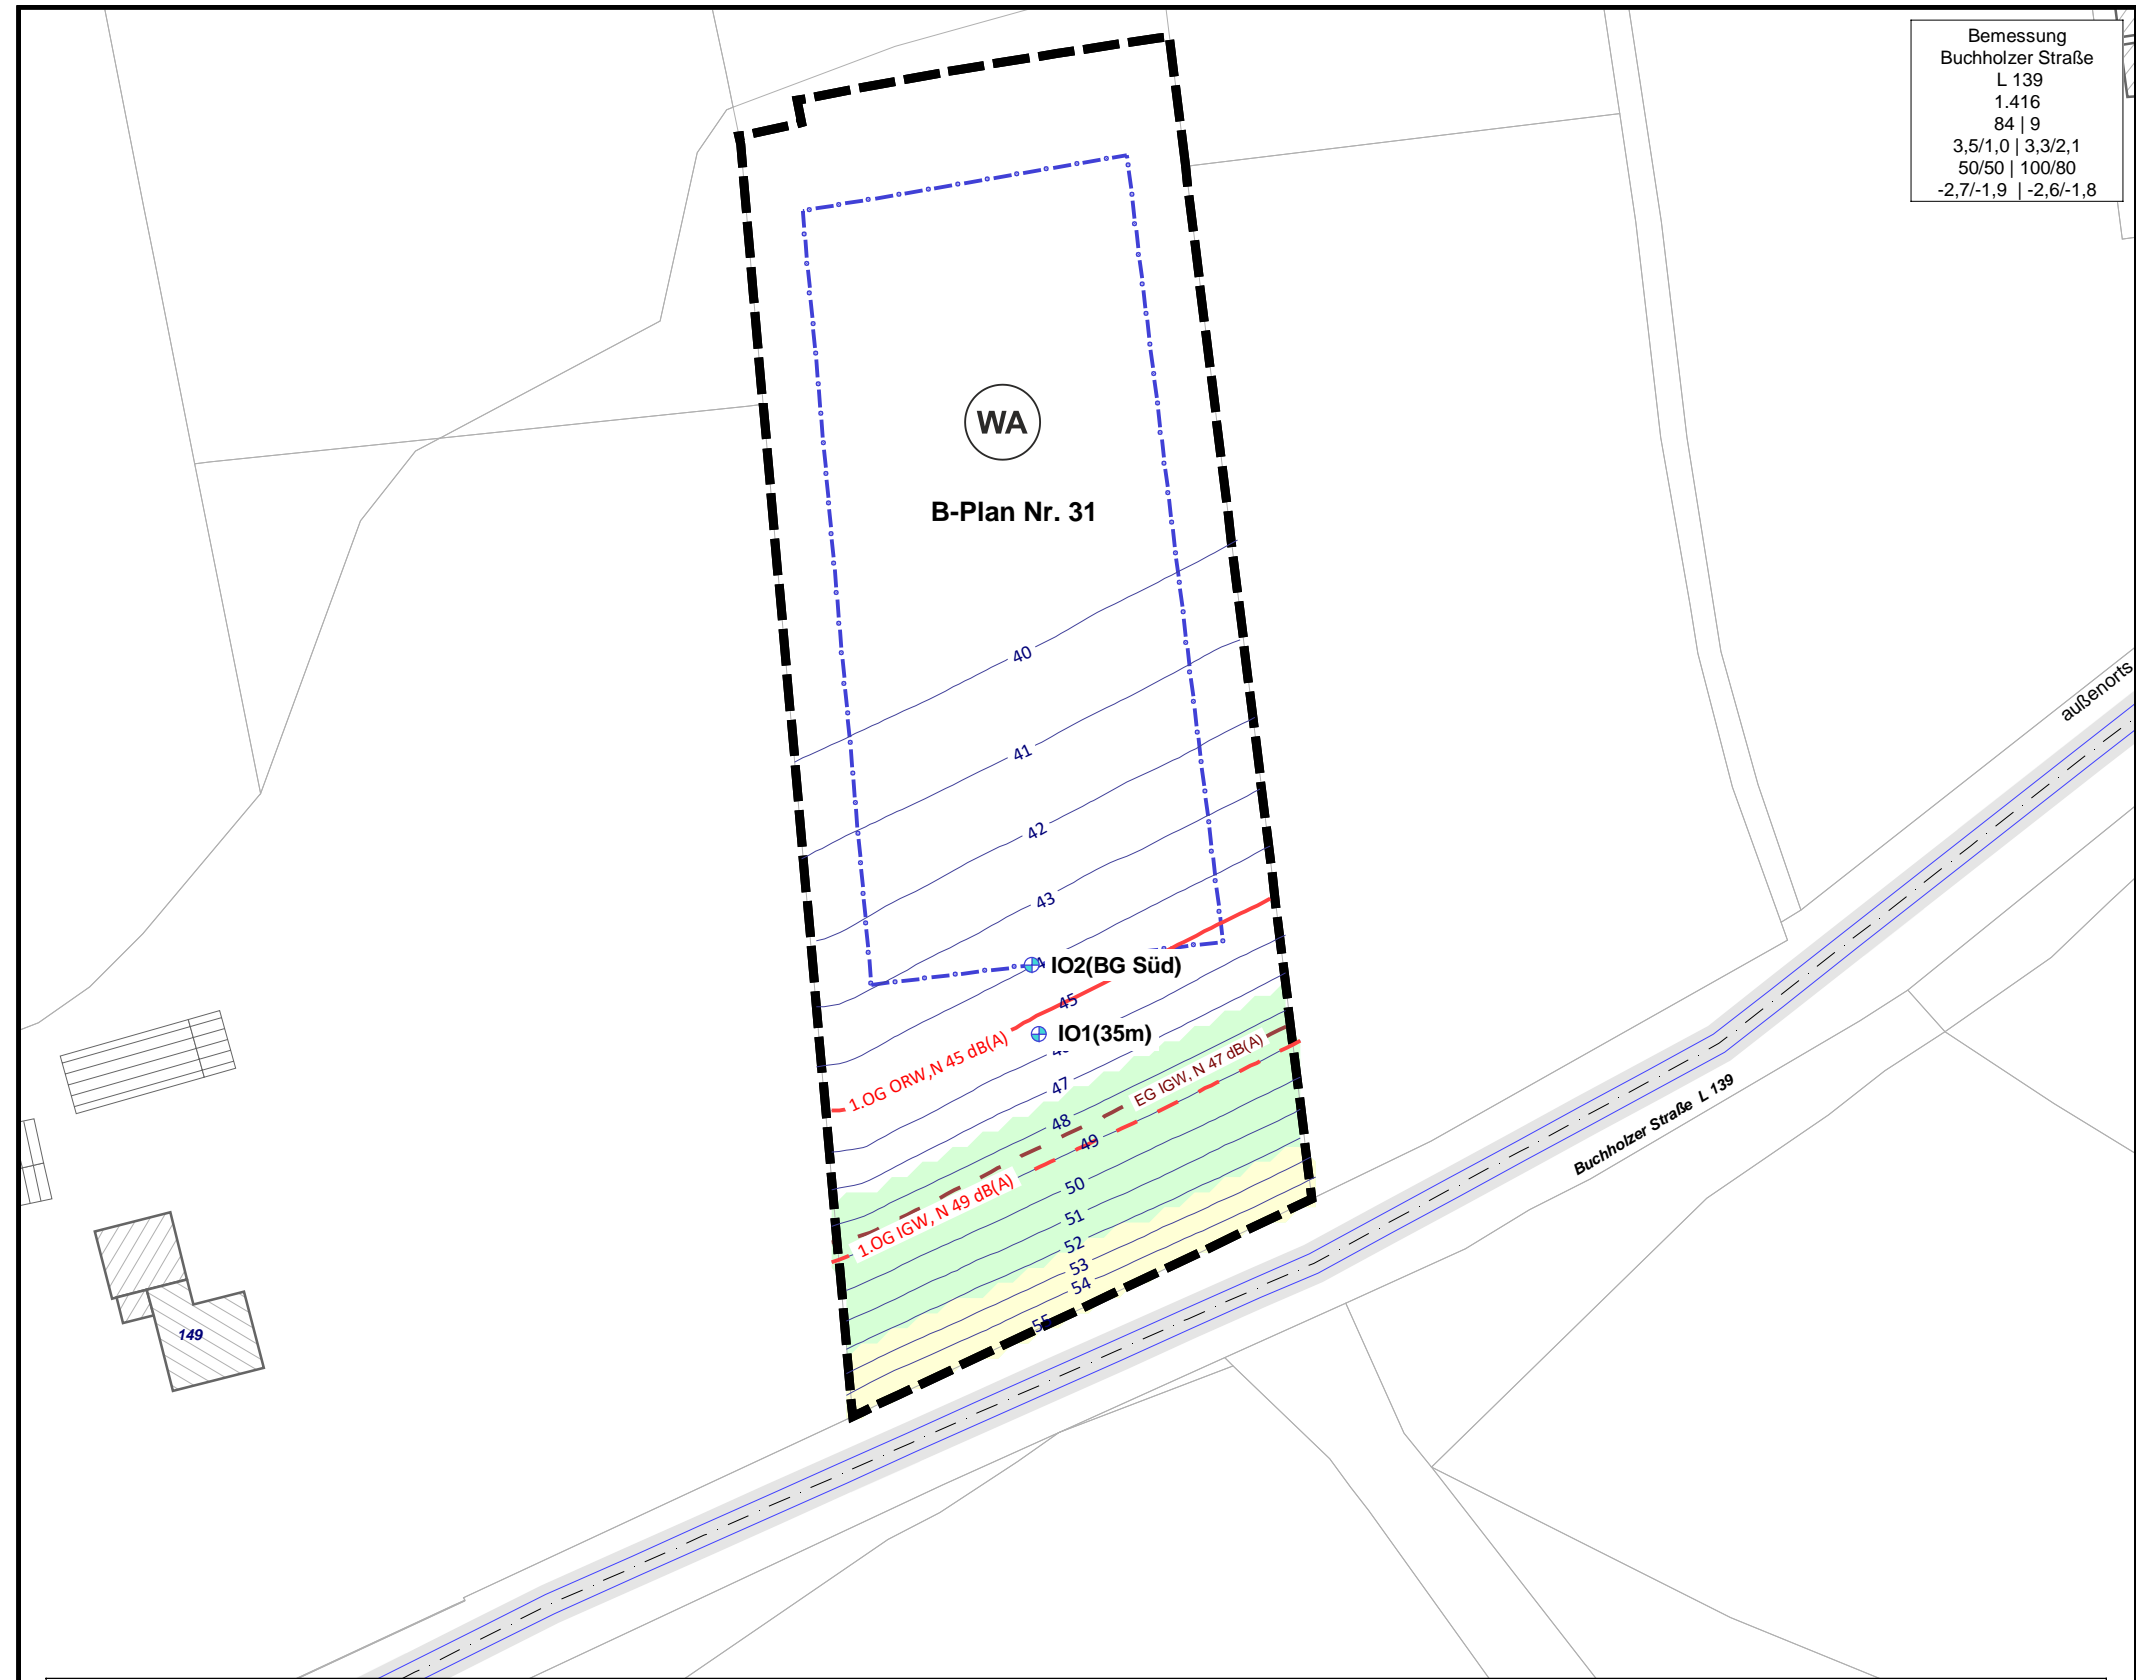 Bemessung
Buchholzer Straße
L 139
1.416
84 | 9
3,5/1,0 | 3,3/2,1
50/50 | 100/80
-2,7/-1,9 | -2,6/-1,8
WA
B-Plan Nr. 31
40
außenorts
41
42
43
IO2(BG Süd)
45
IO1(35m)
1.OG ORW,N 45 dB(A)
EG IGW, N 47 dB(A)
47
48
49
Buchholzer Straße L 139
1.OG IGW, N 49 dB(A)
50
51
52
53
54
55
149